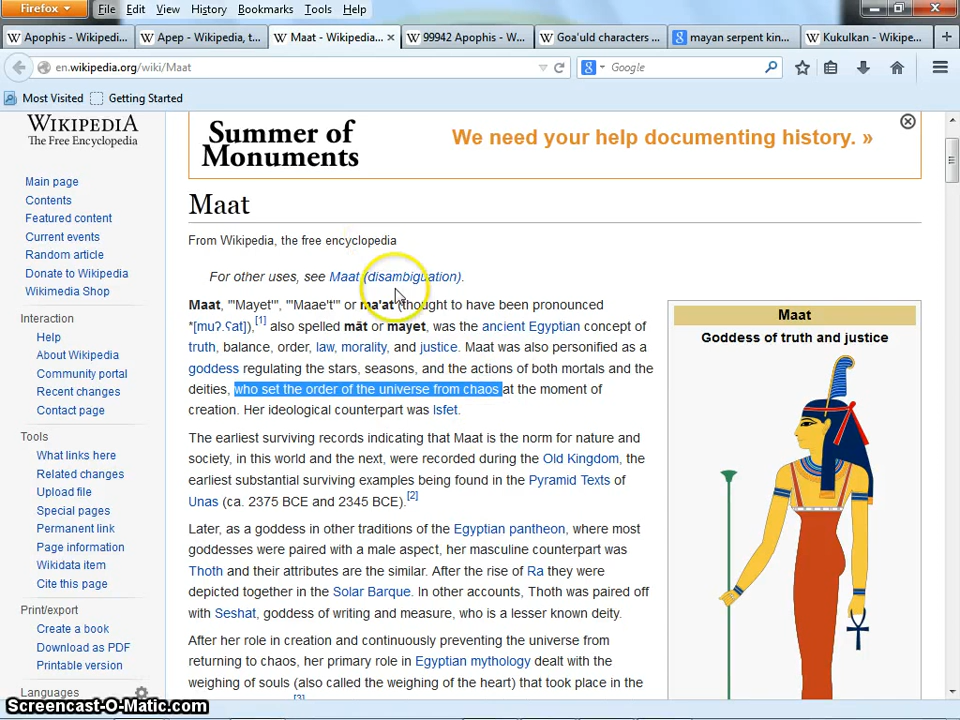 Firefox
File Edit View History Bookmarks Tools Help
Apophis - Wikipedi... Apep - Wikipedia, t... Maat - Wikipedia... 99942 Apophis - W... Goa'uld characters ... mayan serpent kin... Kukulkan - Wikipe...
en.wikipedia.org/wiki/Maat
Google
Most Visited Getting Started
WIKIPEDIA
The Free Encyclopedia
Main page
Contents
Featured content
Current events
Random article
Donate to Wikipedia
Wikimedia Shop
Interaction
Help
About Wikipedia
Community portal
Recent changes
Contact page
Tools
What links here
Related changes
Upload file
Special pages
Permanent link
Page information
Wikidata item
Cite this page
Print/export
Create a book
Download as PDF
Printable version
Languages
Summer of
Monuments
We need your help documenting history. »
Maat
From Wikipedia, the free encyclopedia
For other uses, see Maat (disambiguation).
Maat, "'Mayet'", "'Maae't'" or ma'at (thought to have been pronounced
*[muʔ.ʕat]),[1] also spelled māt or mayet, was the ancient Egyptian concept of
truth, balance, order, law, morality, and justice. Maat was also personified as a
goddess regulating the stars, seasons, and the actions of both mortals and the
deities, who set the order of the universe from chaos at the moment of
creation. Her ideological counterpart was Isfet.
The earliest surviving records indicating that Maat is the norm for nature and
society, in this world and the next, were recorded during the Old Kingdom, the
earliest substantial surviving examples being found in the Pyramid Texts of
Unas (ca. 2375 BCE and 2345 BCE).[2]
Later, as a goddess in other traditions of the Egyptian pantheon, where most
goddesses were paired with a male aspect, her masculine counterpart was
Thoth and their attributes are the similar. After the rise of Ra they were
depicted together in the Solar Barque. In other accounts, Thoth was paired off
with Seshat, goddess of writing and measure, who is a lesser known deity.
After her role in creation and continuously preventing the universe from
returning to chaos, her primary role in Egyptian mythology dealt with the
weighing of souls (also called the weighing of the heart) that took place in the
[3]
Maat
Goddess of truth and justice
Screencast-O-Matic.com